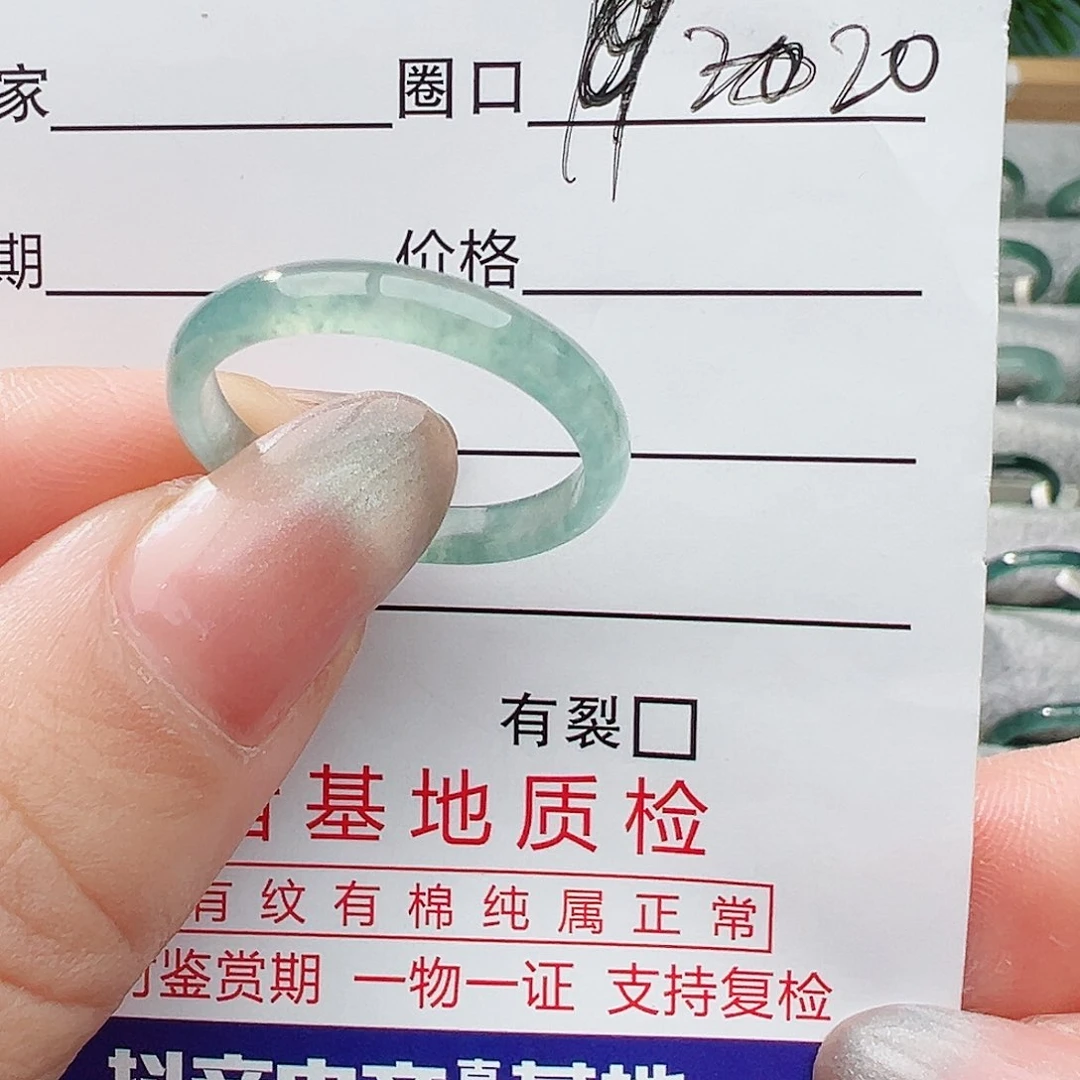 家 圈口 2020
期 价格
有裂
基地质检
有纹有棉纯属正常
鉴赏期 一物一证 支持复检